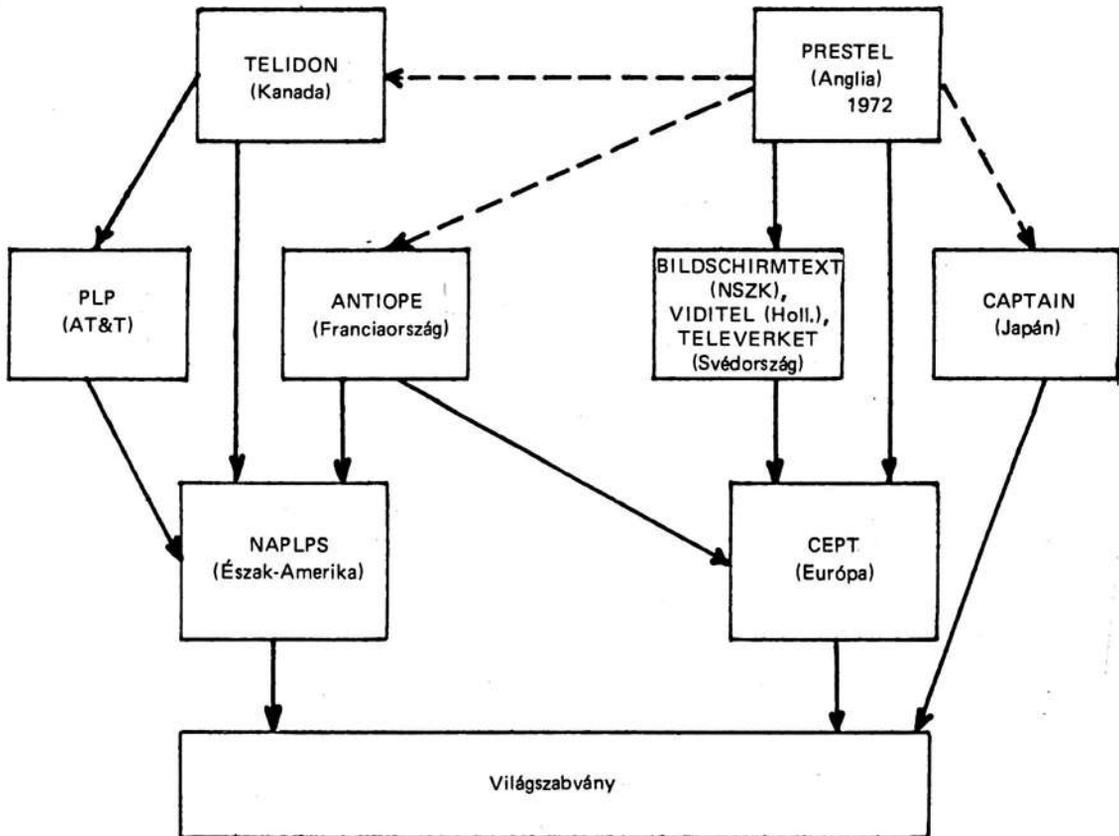 TELIDON
(Kanada)
PRESTEL
(Anglia)
1972
PLP
(AT&T)
ANTIOPE
(Franciaország)
BILDSCHIRMTEXT
(NSZK),
VIDITEL (Holl.),
TELEVERKET
(Svédország)
CAPTAIN
(Japán)
NAPLPS
(Észak-Amerika)
CEPT
(Európa)
Világszabvány